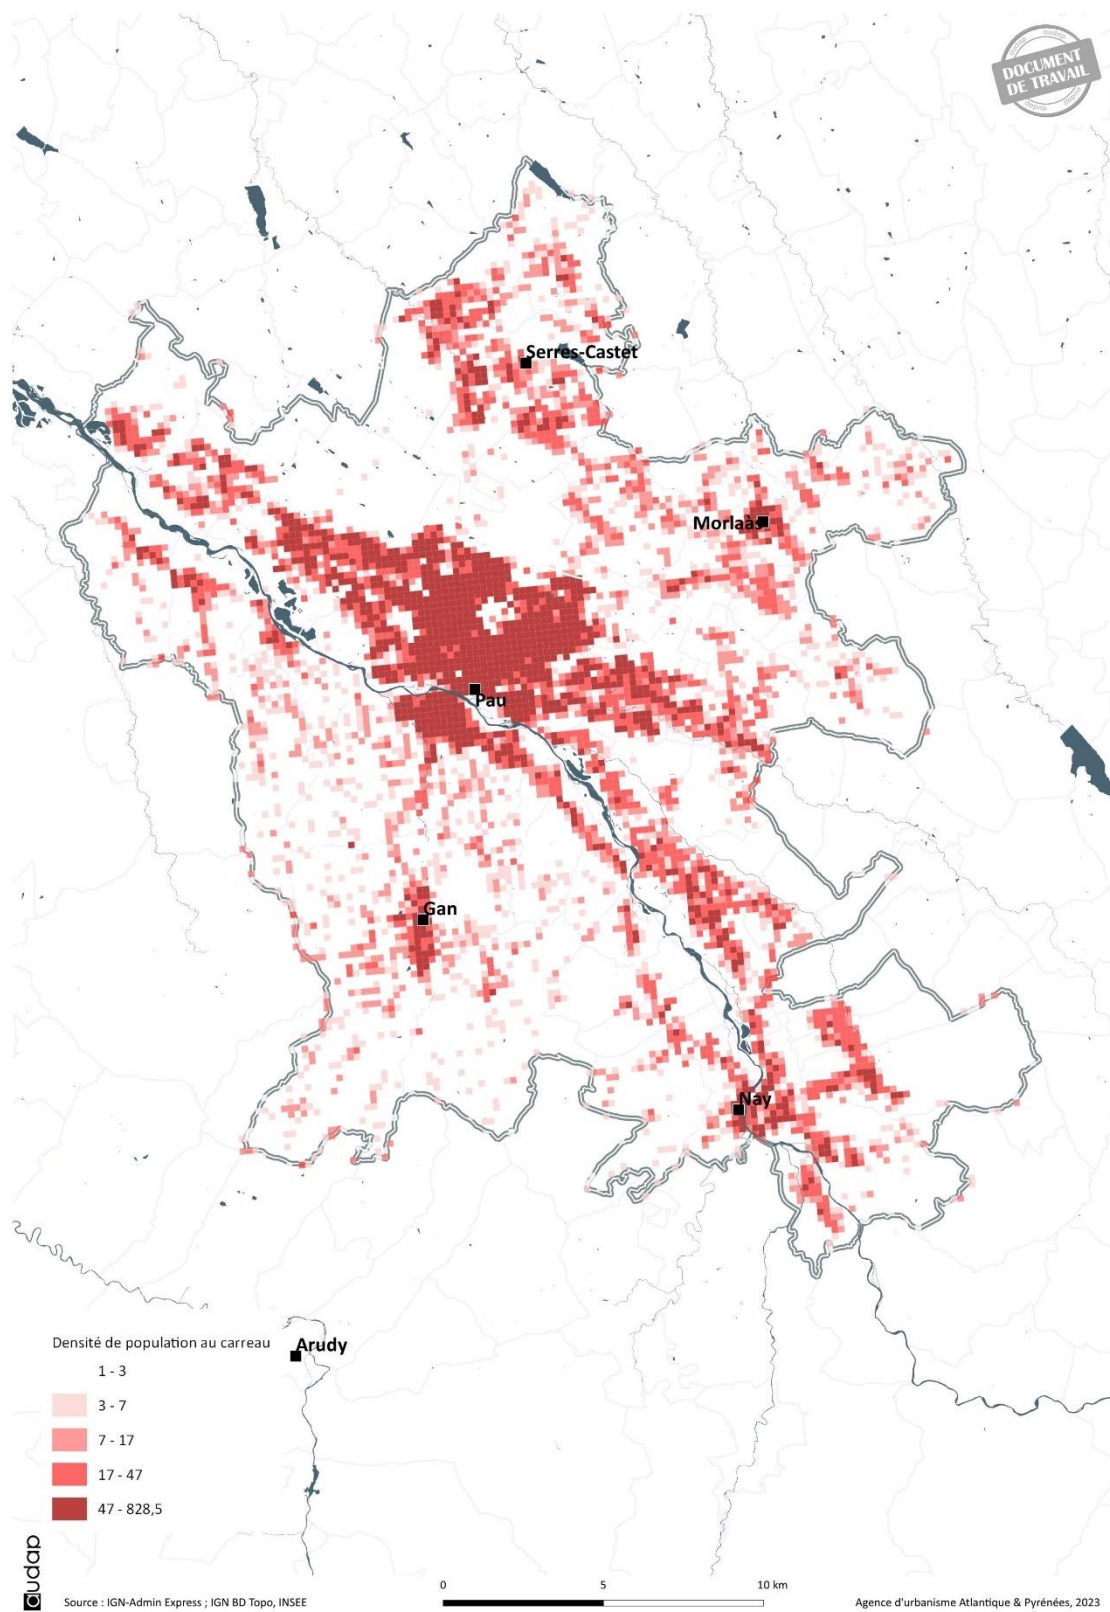 audap
DOCUMENT
DE TRAVAIL
audap
Serres-Castet
Morlaàs
Pau
Gan
Nay
Arudy
Densité de population au carreau
1 - 3
3 - 7
7 - 17
17 - 47
47 - 828,5
audap
0 5 10 km
Source : IGN-Admin Express ; IGN BD Topo, INSEE
Agence d'urbanisme Atlantique & Pyrénées, 2023